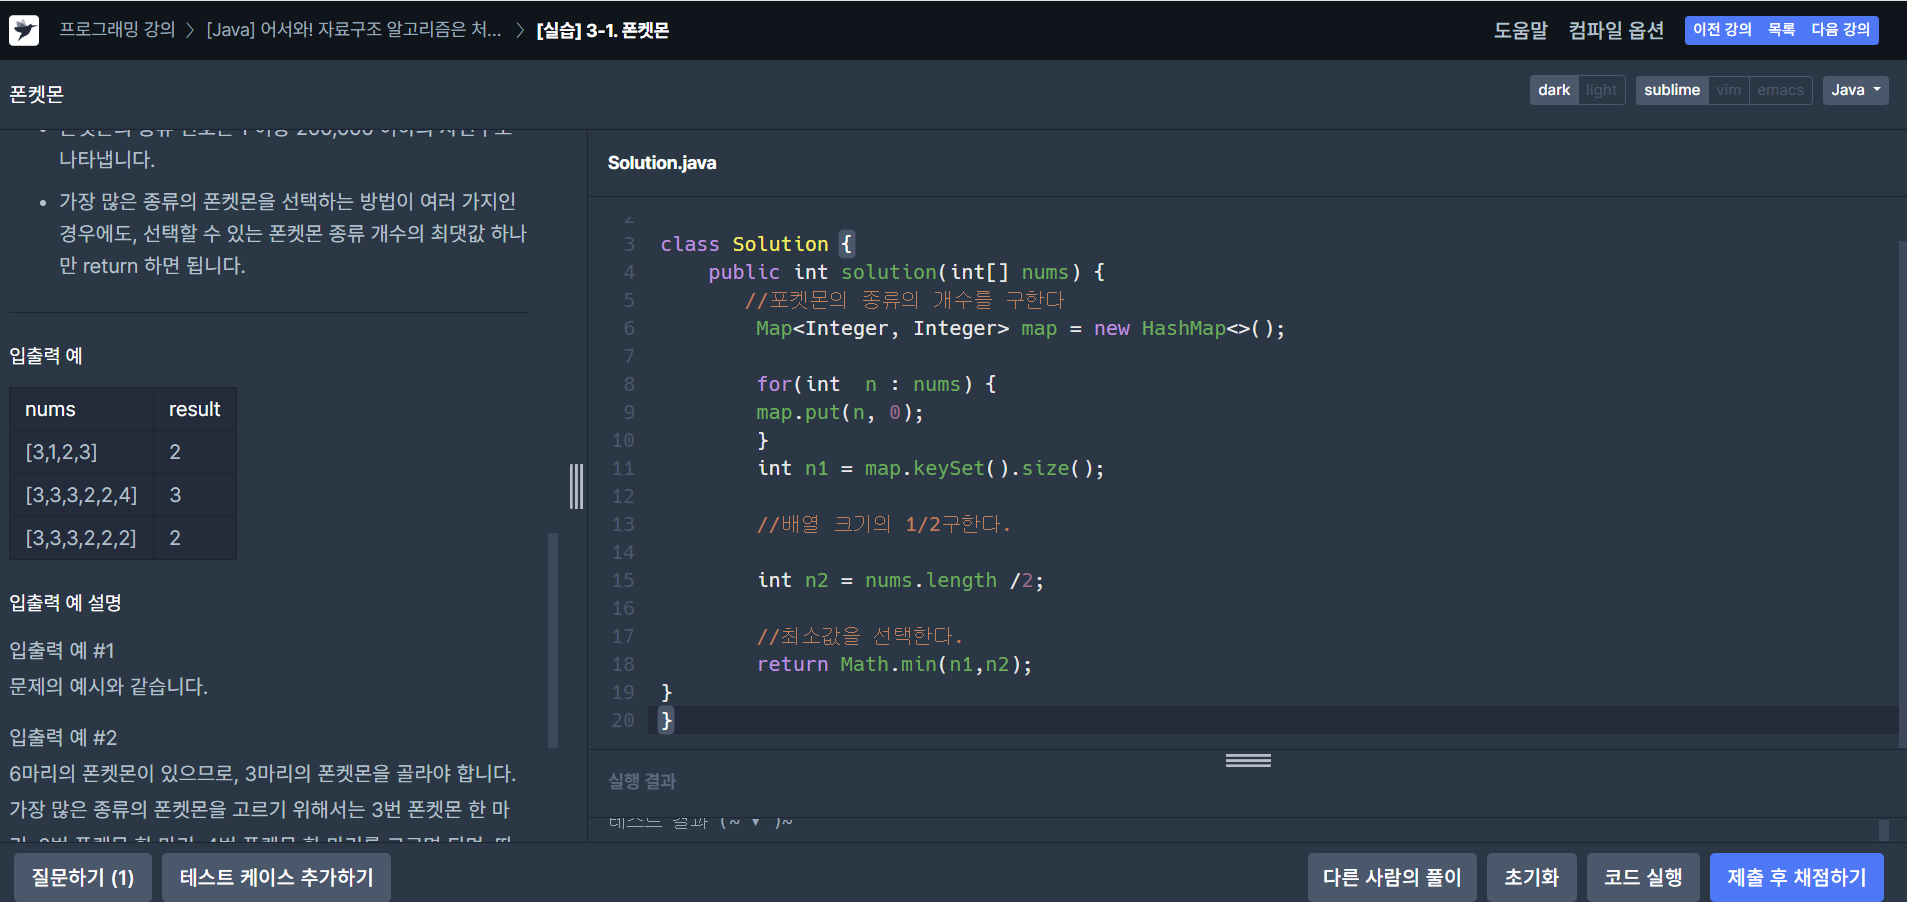 프로그래밍 강의 > [Java] 어서와! 자료구조 알고리즘은 처... > [실습] 3-1. 폰켓몬
도움말 컴파일 옵션 이전 강의 목록 다음 강의
폰켓몬
dark light sublime vim emacs Java
나타냅니다.
• 가장 많은 종류의 폰켓몬을 선택하는 방법이 여러 가지인
경우에도, 선택할 수 있는 폰켓몬 종류 개수의 최댓값 하나
만 return 하면 됩니다.
입출력 예
nums result
[3,1,2,3] 2
[3,3,3,2,2,4] 3
[3,3,3,2,2,2] 2
입출력 예 설명
입출력 예 #1
문제의 예시와 같습니다.
입출력 예 #2
6마리의 폰켓몬이 있으므로, 3마리의 폰켓몬을 골라야 합니다.
가장 많은 종류의 폰켓몬을 고르기 위해서는 3번 폰켓몬 한 마
Solution.java
2
3 class Solution {
4 public int solution(int[] nums) {
5 //포켓몬의 종류의 개수를 구한다
6 Map<Integer, Integer> map = new HashMap<>();
7
8 for(int  n : nums) {
9 map.put(n, 0);
10 }
11 int n1 = map.keySet().size();
12
13 //배열 크기의 1/2구한다.
14
15 int n2 = nums.length /2;
16
17 //최소값을 선택한다.
18 return Math.min(n1,n2);
19 }
20 }
실행 결과
테스트 결과 (~˘▾˘)~
질문하기 (1) 테스트 케이스 추가하기 다른 사람의 풀이 초기화 코드 실행 제출 후 채점하기